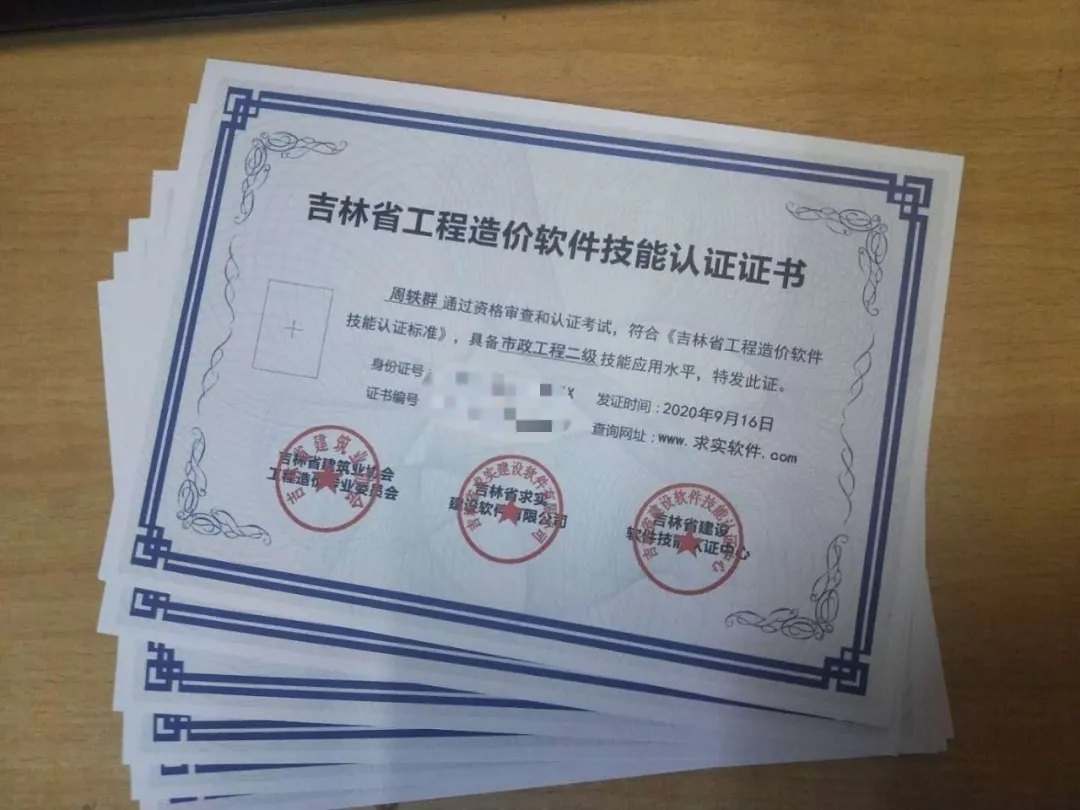 吉林省工程造价软件技能认证证书
周轶群 通过资格审查和认证考试，符合《吉林省工程造价软件
技能认证标准》，具备市政工程二级技能应用水平，特发此证。
身份证号 X
发证时间：2020年9月16日
证书编号
查询网址：www. 求实软件. com
吉林省建筑业协会
工程造价专业委员会
吉林省求实
建设软件有限公司
吉林省建设
软件技能认证中心